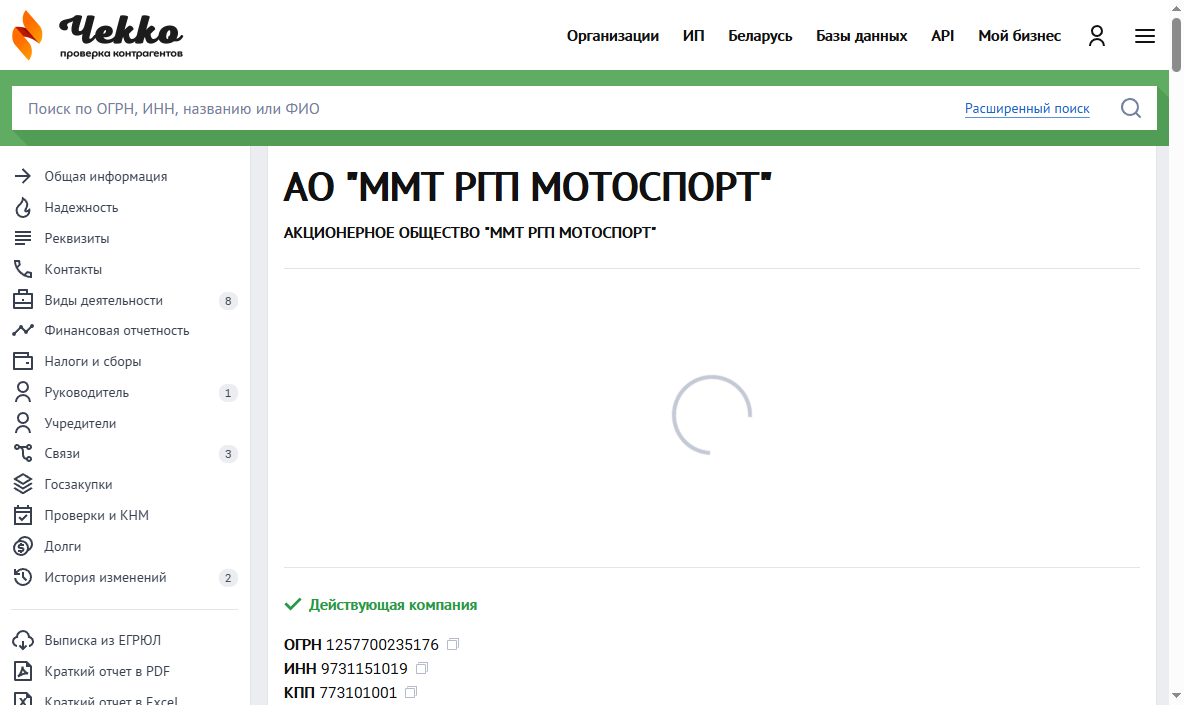 Чекко
проверка контрагентов
Организации ИП Беларусь Базы данных API Мой бизнес
Поиск по ОГРН, ИНН, названию или ФИО Расширенный поиск
Общая информация
Надежность
Реквизиты
Контакты
Виды деятельности 8
Финансовая отчетность
Налоги и сборы
Руководитель 1
Учредители
Связи 3
Госзакупки
Проверки и КНМ
Долги
История изменений 2
Выписка из ЕГРЮЛ
Краткий отчет в PDF
Краткий отчет в Excel
АО "ММТ РГП МОТОСПОРТ"
АКЦИОНЕРНОЕ ОБЩЕСТВО "ММТ РГП МОТОСПОРТ"
Действующая компания
ОГРН 1257700235176
ИНН 9731151019
КПП 773101001